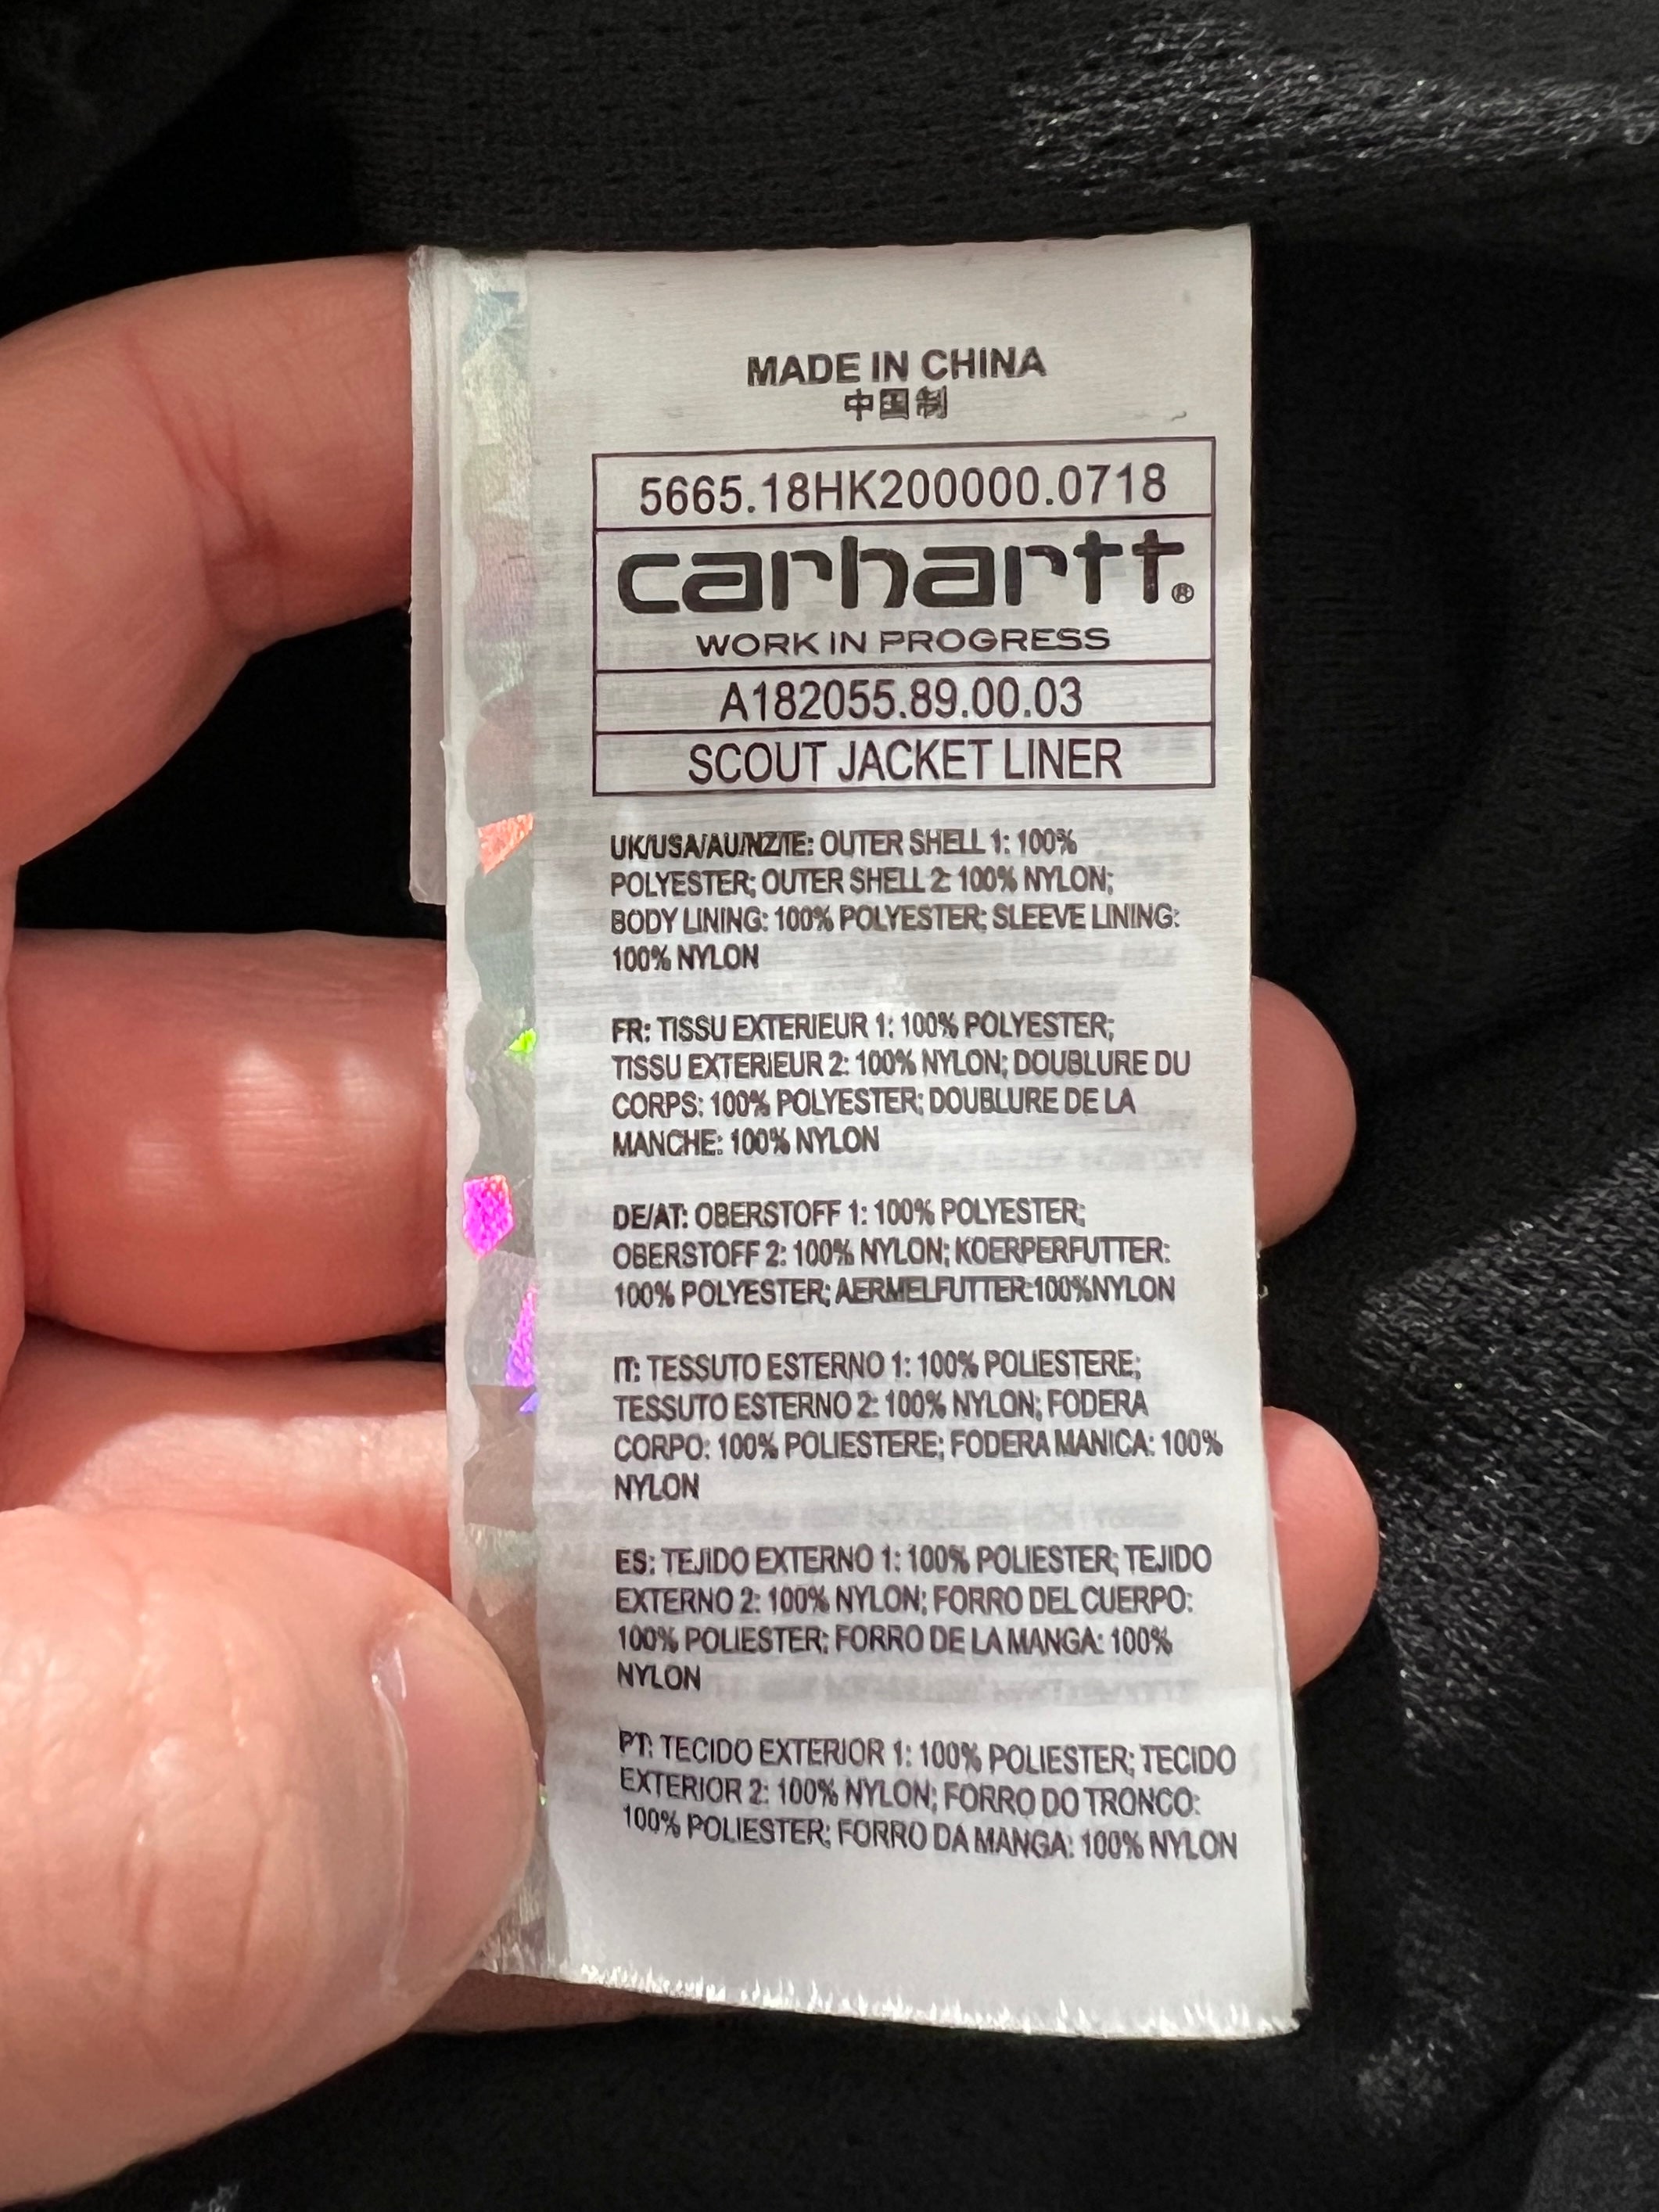 MADE IN CHINA
中国制
5665.18HK200000.0718
carhartt®
WORK IN PROGRESS
A182055.89.00.03
SCOUT JACKET LINER
UK/USA/AU/NZ/IE: OUTER SHELL 1: 100%
POLYESTER; OUTER SHELL 2: 100% NYLON;
BODY LINING: 100% POLYESTER; SLEEVE LINING:
100% NYLON
FR: TISSU EXTERIEUR 1: 100% POLYESTER;
TISSU EXTERIEUR 2: 100% NYLON; DOUBLURE DU
CORPS: 100% POLYESTER; DOUBLURE DE LA
MANCHE: 100% NYLON
DE/AT: OBERSTOFF 1: 100% POLYESTER;
OBERSTOFF 2: 100% NYLON; KOERPERFUTTER:
100% POLYESTER; AERMELFUTTER:100%NYLON
IT: TESSUTO ESTERNO 1: 100% POLIESTERE;
TESSUTO ESTERNO 2: 100% NYLON; FODERA
CORPO: 100% POLIESTERE; FODERA MANICA: 100%
NYLON
ES: TEJIDO EXTERNO 1: 100% POLIESTER; TEJIDO
EXTERNO 2: 100% NYLON; FORRO DEL CUERPO:
100% POLIESTER; FORRO DE LA MANGA: 100%
NYLON
PT: TECIDO EXTERIOR 1: 100% POLIESTER; TECIDO
EXTERIOR 2: 100% NYLON; FORRO DO TRONCO:
100% POLIESTER; FORRO DA MANGA: 100% NYLON